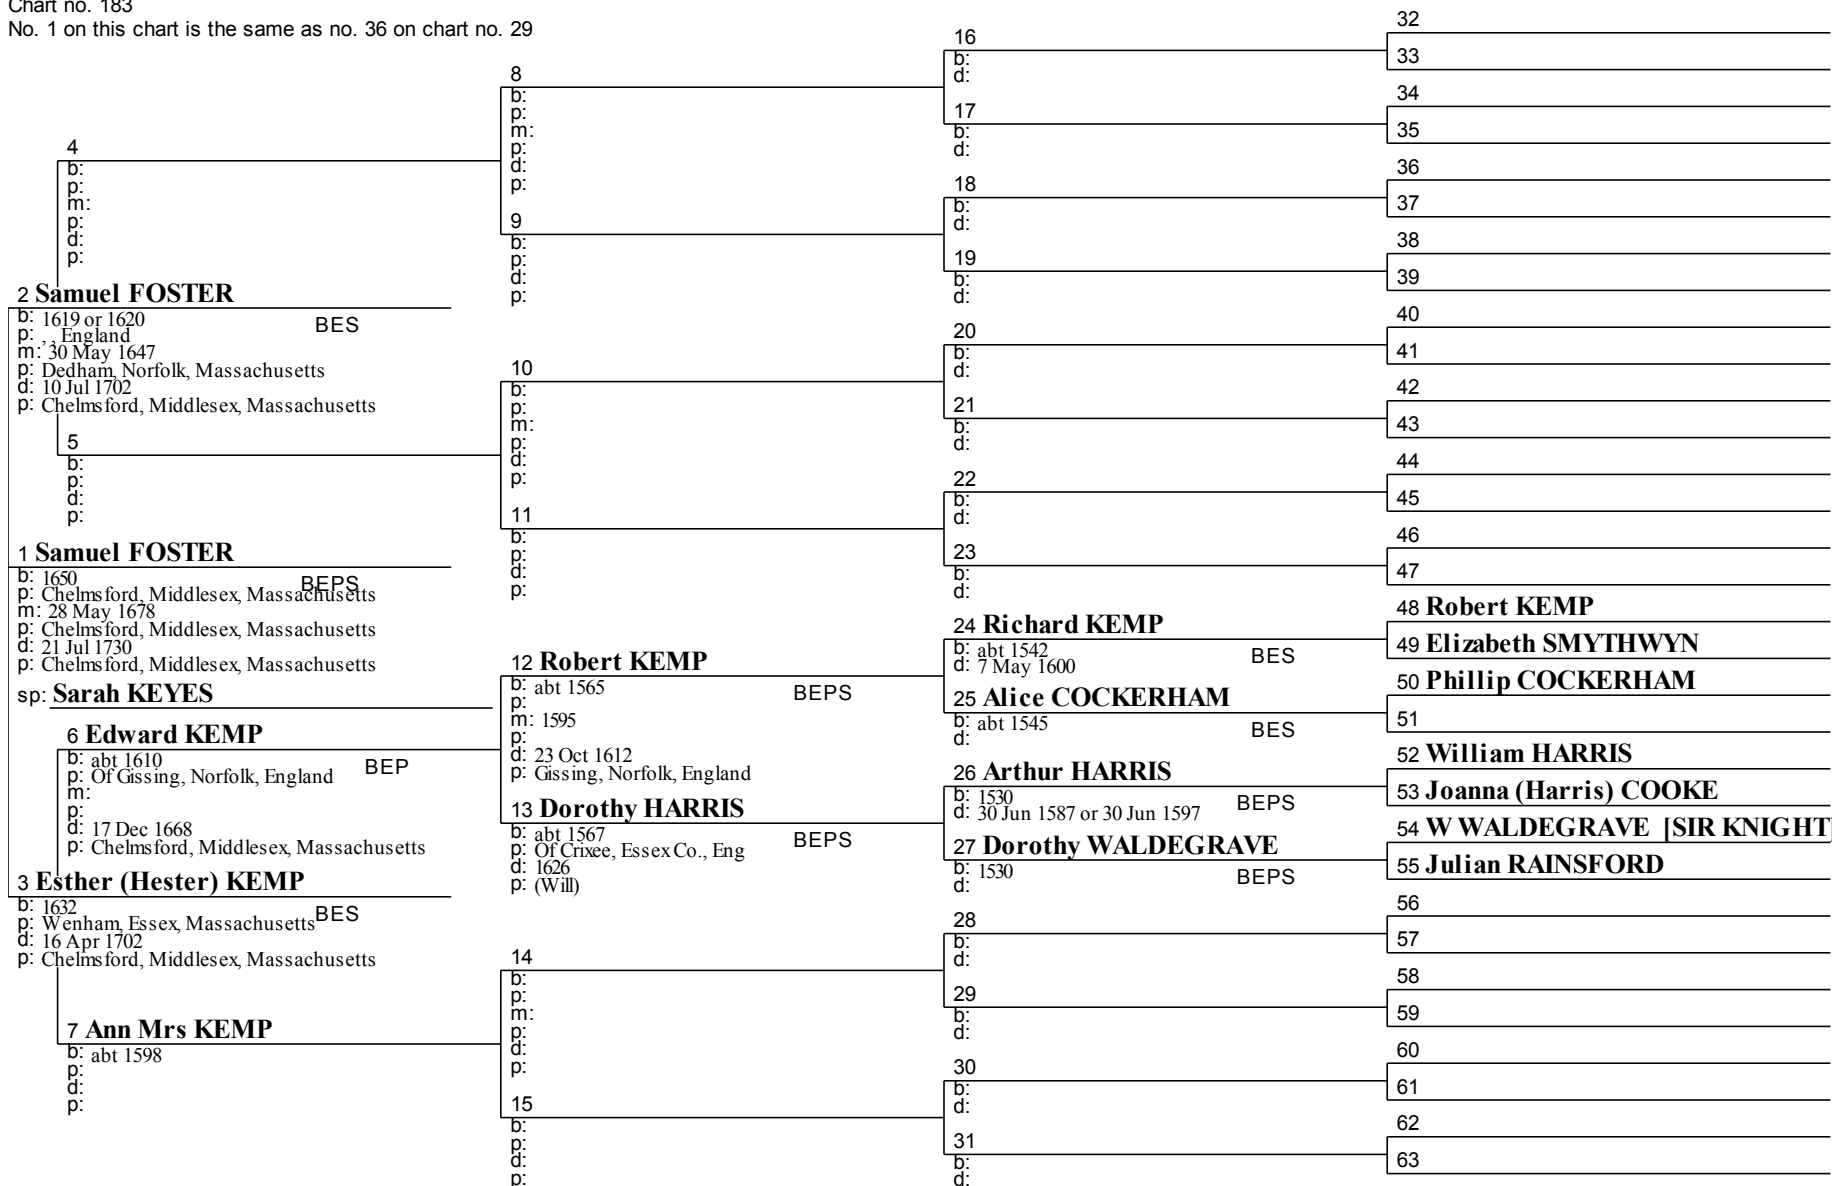 Chart no. 183
No. 1 on this chart is the same as no. 36 on chart no. 29
2 Samuel FOSTER
b: 1619 or 1620 BES
p: , , England
m: 30 May 1647
p: Dedham, Norfolk, Massachusetts
d: 10 Jul 1702
p: Chelmsford, Middlesex, Massachusetts
1 Samuel FOSTER
b: 1650 BEPS
p: Chelmsford, Middlesex, Massachusetts
m: 28 May 1678
p: Chelmsford, Middlesex, Massachusetts
d: 21 Jul 1730
p: Chelmsford, Middlesex, Massachusetts
sp: Sarah KEYES
3 Esther (Hester) KEMP
b: 1632 BES
p: Wenham, Essex, Massachusetts
d: 16 Apr 1702
p: Chelmsford, Middlesex, Massachusetts
4
b:
p:
m:
p:
d:
p:
5
b:
p:
d:
p:
6 Edward KEMP
b: abt 1610 BEP
p: Of Gissing, Norfolk, England
m:
p:
d: 17 Dec 1668
p: Chelmsford, Middlesex, Massachusetts
7 Ann Mrs KEMP
b: abt 1598
p:
d:
p:
8
b:
p:
m:
p:
d:
p:
9
b:
p:
d:
p:
10
b:
p:
m:
p:
d:
p:
11
b:
p:
d:
p:
12 Robert KEMP
b: abt 1565 BEPS
p:
m: 1595
p:
d: 23 Oct 1612
p: Gissing, Norfolk, England
13 Dorothy HARRIS
b: abt 1567 BEPS
p: Of Crixee, Essex Co., Eng
d: 1626
p: (Will)
14
b:
p:
m:
p:
d:
p:
15
b:
p:
d:
p:
16
b:
d:
17
b:
d:
18
b:
d:
19
b:
d:
20
b:
d:
21
b:
d:
22
b:
d:
23
b:
d:
24 Richard KEMP
b: abt 1542 BES
d: 7 May 1600
25 Alice COCKERHAM
b: abt 1545 BES
d:
26 Arthur HARRIS
b: 1530 BEPS
d: 30 Jun 1587 or 30 Jun 1597
27 Dorothy WALDEGRAVE
b: 1530 BEPS
d:
28
b:
d:
29
b:
d:
30
b:
d:
31
b:
d:
32
33
34
35
36
37
38
39
40
41
42
43
44
45
46
47
48 Robert KEMP
49 Elizabeth SMYTHWYN
50 Phillip COCKERHAM
51
52 William HARRIS
53 Joanna (Harris) COOKE
54 W WALDEGRAVE [SIR KNIGHT]
55 Julian RAINSFORD
56
57
58
59
60
61
62
63